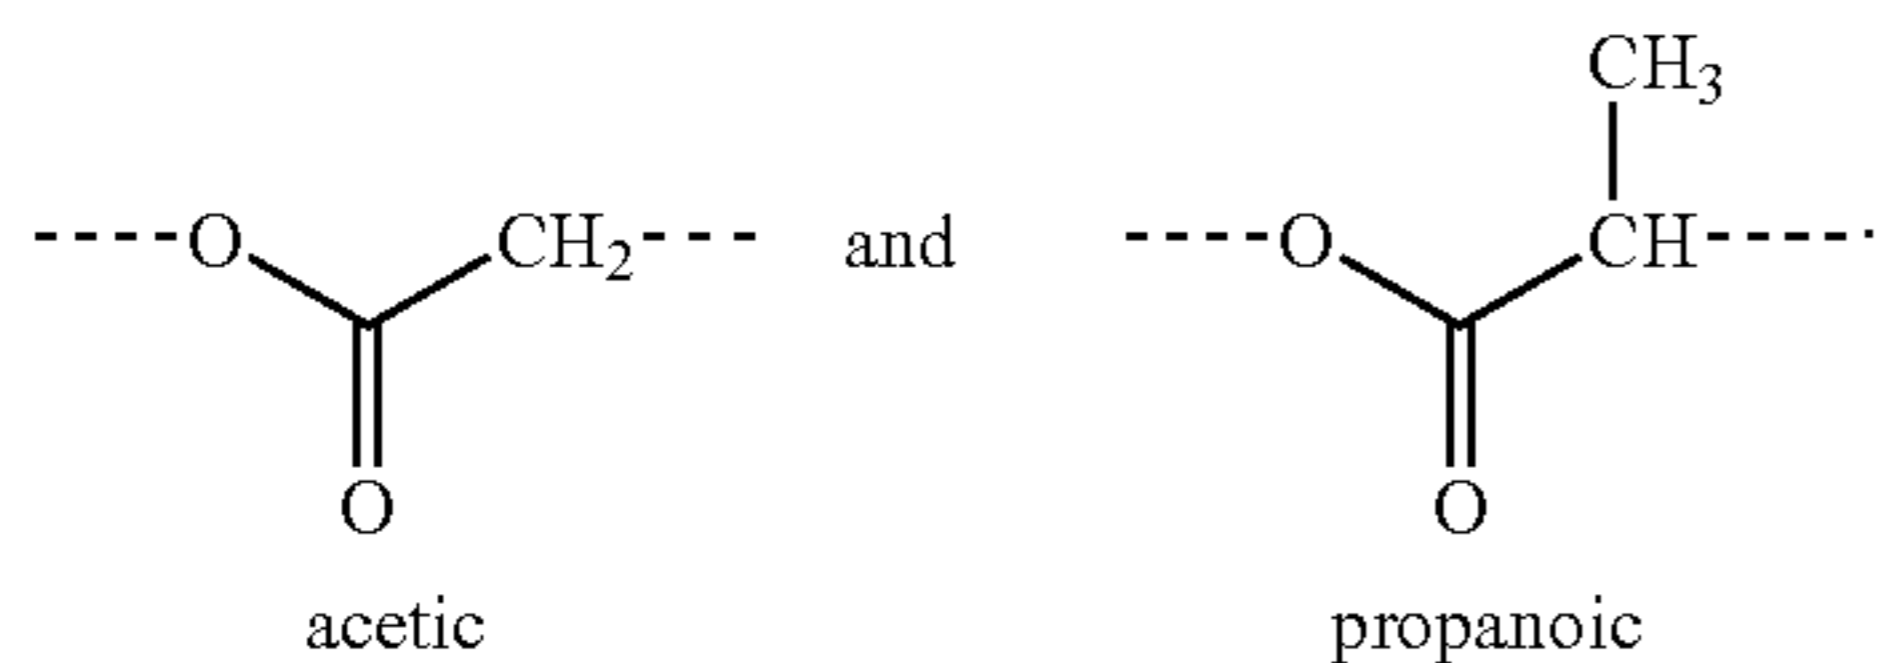 CH₃
O CH₂ and O CH
O O
acetic propanoic